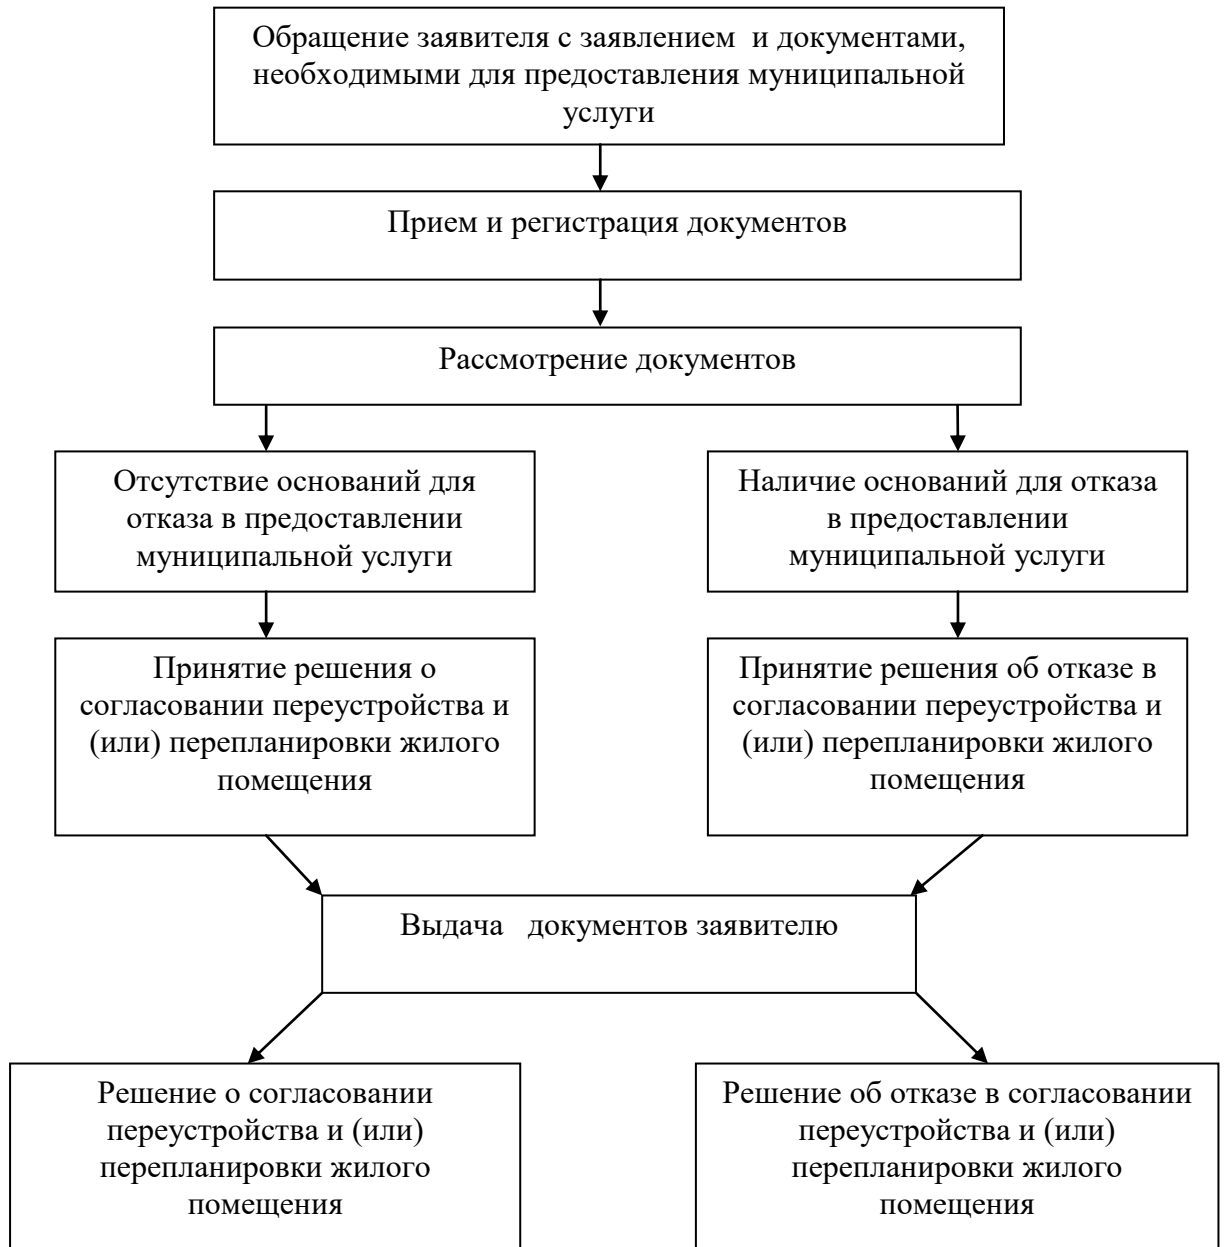 Обращение заявителя с заявлением и документами,
необходимыми для предоставления муниципальной
услуги
Прием и регистрация документов
Рассмотрение документов
Отсутствие оснований для
отказа в предоставлении
муниципальной услуги
Наличие оснований для отказа
в предоставлении
муниципальной услуги
Принятие решения о
согласовании переустройства и
(или) перепланировки жилого
помещения
Принятие решения об отказе в
согласовании переустройства и
(или) перепланировки жилого
помещения
Выдача документов заявителю
Решение о согласовании
переустройства и (или)
перепланировки жилого
помещения
Решение об отказе в согласовании
переустройства и (или)
перепланировки жилого
помещения